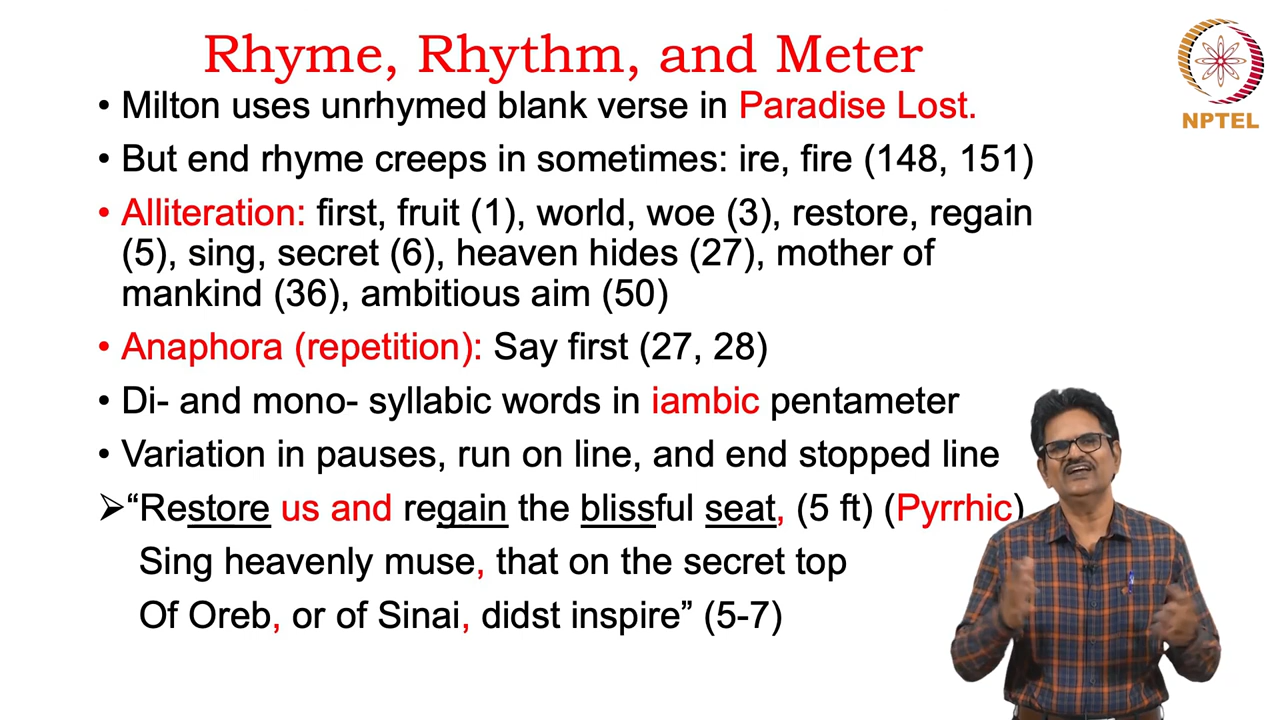 Rhyme, Rhythm, and Meter
NPTEL
• Milton uses unrhymed blank verse in Paradise Lost.
• But end rhyme creeps in sometimes: ire, fire (148, 151)
• Alliteration: first, fruit (1), world, woe (3), restore, regain
(5), sing, secret (6), heaven hides (27), mother of
mankind (36), ambitious aim (50)
• Anaphora (repetition): Say first (27, 28)
• Di- and mono- syllabic words in iambic pentameter
• Variation in pauses, run on line, and end stopped line
➢“Restore us and regain the blissful seat, (5 ft) (Pyrrhic)
Sing heavenly muse, that on the secret top
Of Oreb, or of Sinai, didst inspire” (5-7)